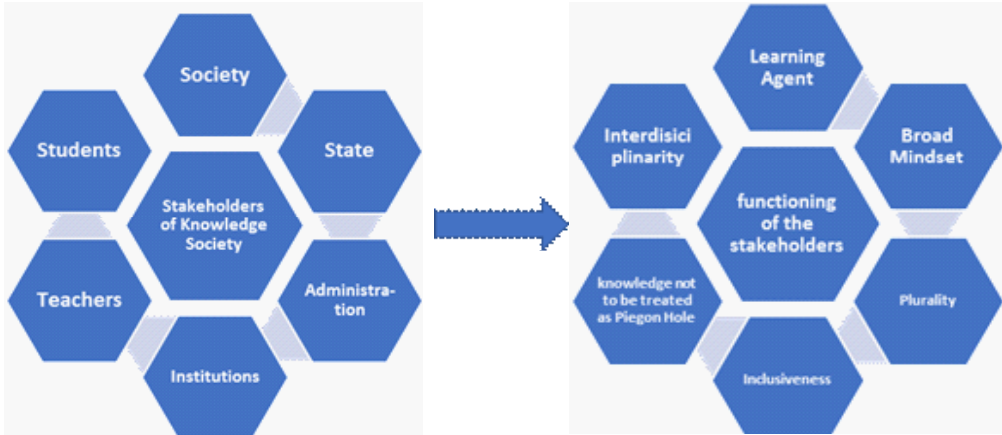 Society
Students
State
Stakeholders
of Knowledge
Society
Teachers
Administra-
tion
Institutions
Learning
Agent
Interdisici
plinarity
Broad
Mindset
functioning
of the
stakeholders
knowledge not
to be treated
as Piegon Hole
Plurality
Inclusiveness